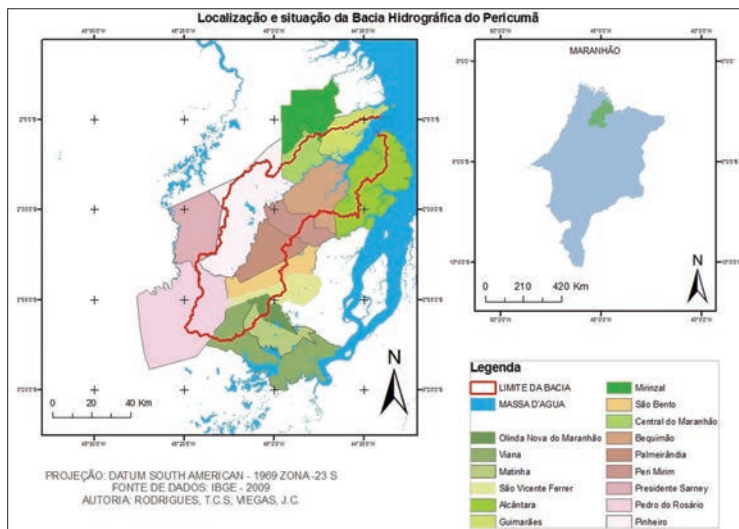 Localização e situação da Bacia Hidrográfica do Pericumã
MARANHÃO
N
0 210 420 Km
N
0 20 40 Km
Legenda
LIMITE DA BACIA
MASSA D'AGUA
Olinda Nova do Maranhão
Viana
Matinha
São Vicente Ferrer
Alcântara
Guimarães
Mirinzal
São Bento
Central do Maranhão
Bequimão
Palmeirândia
Peri Mirim
Presidente Sarney
Pedro do Rosário
Pinheiro
PROJEÇÃO: DATUM SOUTH AMERICAN - 1969 ZONA -23 S
FONTE DE DADOS: IBGE - 2009
AUTORIA: RODRIGUES, T.C.S; VIEGAS, J.C.